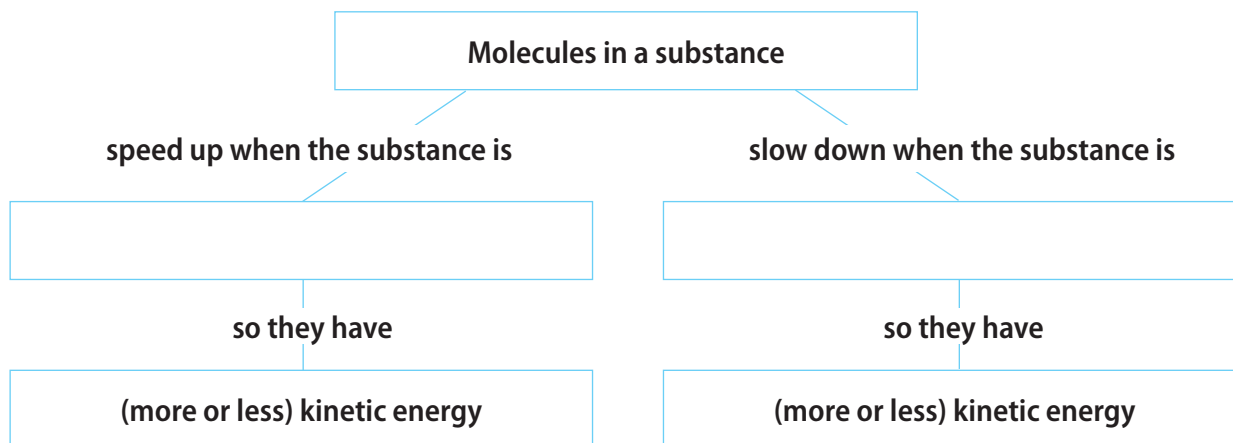 Molecules in a substance
speed up when the substance is
slow down when the substance is
so they have
so they have
(more or less) kinetic energy
(more or less) kinetic energy